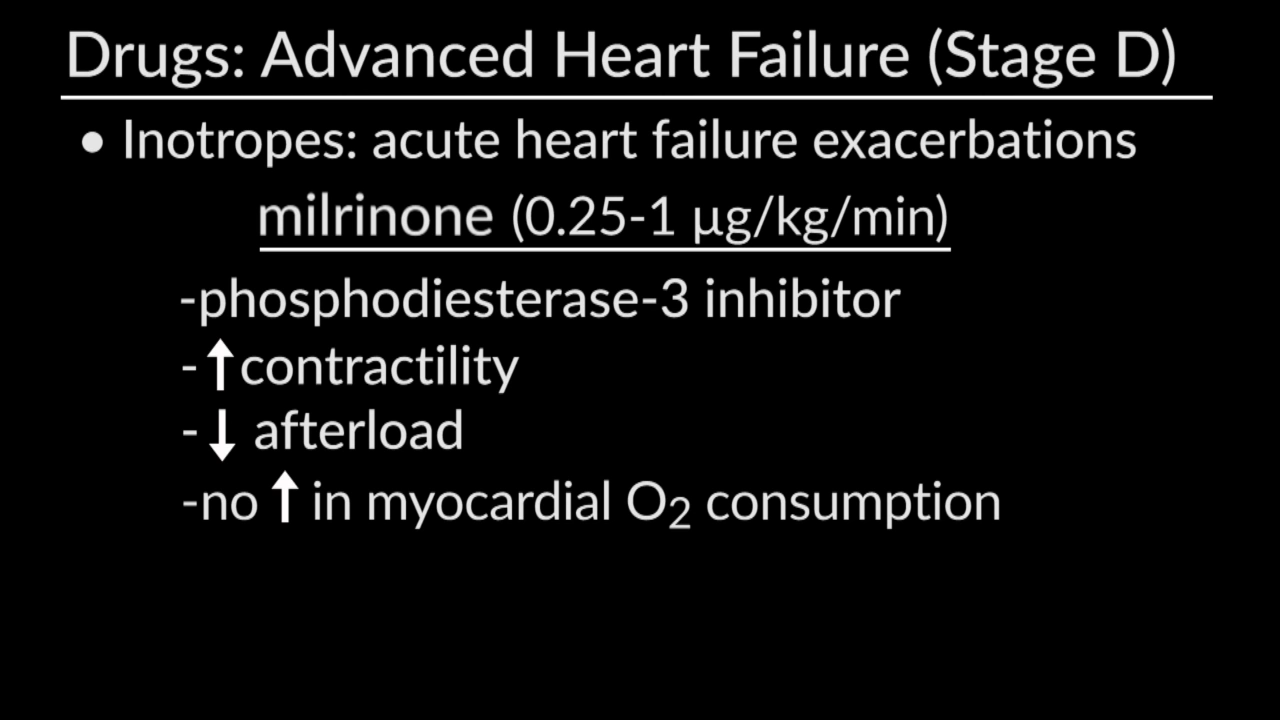 Drugs: Advanced Heart Failure (Stage D)
• Inotropes: acute heart failure exacerbations
milrinone (0.25-1 µg/kg/min)
-phosphodiesterase-3 inhibitor
-↑contractility
-↓ afterload
-no ↑ in myocardial O₂ consumption